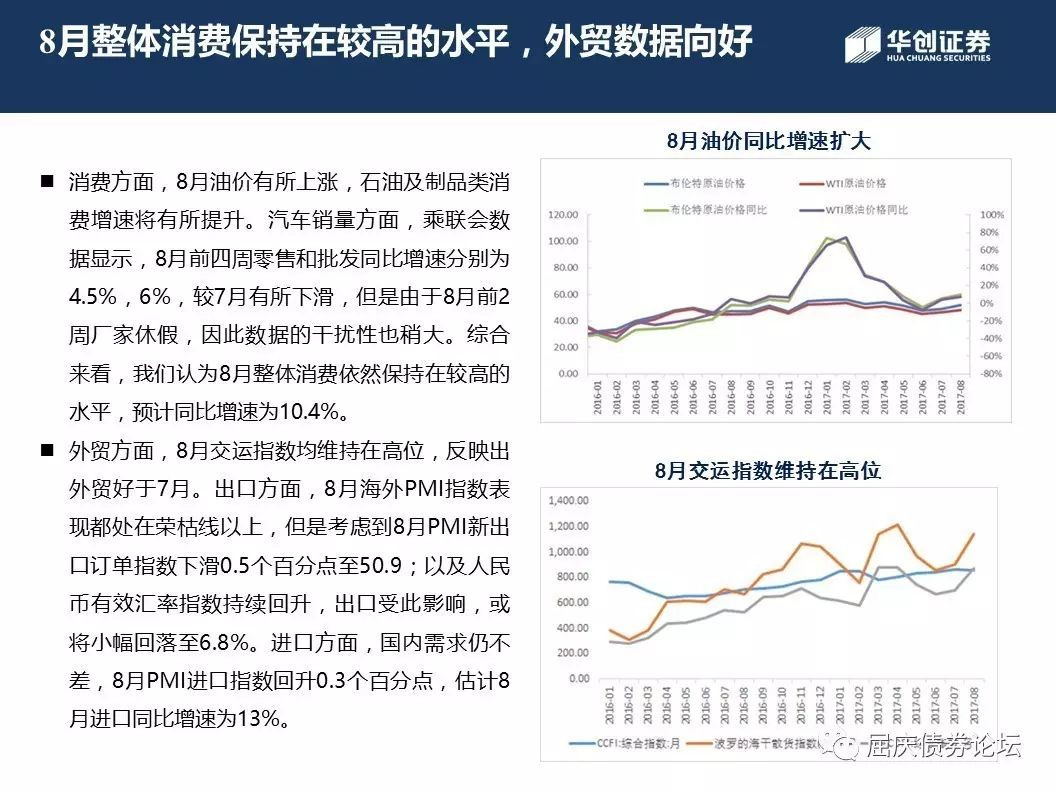 8月整体消费保持在较高的水平，外贸数据向好
华创证券
HUA CHUANG SECURITIES
■ 消费方面，8月油价有所上涨，石油及制品类消
费增速将有所提升。汽车销量方面，乘联会数
据显示，8月前四周零售和批发同比增速分别为
4.5%，6%，较7月有所下滑，但是由于8月前2
周厂家休假，因此数据的干扰性也稍大。综合
来看，我们认为8月整体消费依然保持在较高的
水平，预计同比增速为10.4%。
■ 外贸方面，8月交运指数均维持在高位，反映出
外贸好于7月。出口方面，8月海外PMI指数表
现都处在荣枯线以上，但是考虑到8月PMI新出
口订单指数下滑0.5个百分点至50.9；以及人民
币有效汇率指数持续回升，出口受此影响，或
将小幅回落至6.8%。进口方面，国内需求仍不
差，8月PMI进口指数回升0.3个百分点，估计8
月进口同比增速为13%。
8月油价同比增速扩大
布伦特原油价格 WTI原油价格
布伦特原油价格同比 WTI原油价格同比
120.00 100%
100.00 80%
80.00 60%
60.00 40%
40.00 20%
20.00 0%
0.00 -20%
-40%
-60%
-80%
2016-01 2016-02 2016-03 2016-04 2016-05 2016-06 2016-07 2016-08 2016-09 2016-10 2016-11 2016-12 2017-01 2017-02 2017-03 2017-04 2017-05 2017-06 2017-07 2017-08
8月交运指数维持在高位
1,400.00
1,200.00
1,000.00
800.00
600.00
400.00
200.00
0.00
2016-01 2016-02 2016-03 2016-04 2016-05 2016-06 2016-07 2016-08 2016-09 2016-10 2016-11 2016-12 2017-01 2017-02 2017-03 2017-04 2017-05 2017-06 2017-07 2017-08
CCFI:综合指数:月 波罗的海干散货指数
屈庆债券论坛